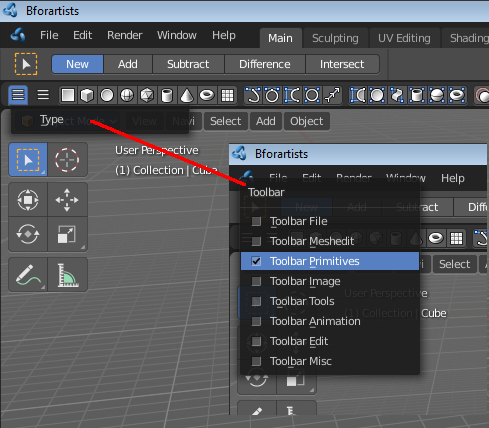 Bforartists
File Edit Render Window Help Main Sculpting UV Editing Shading
New Add Subtract Difference Intersect
Mode View Navi Select Add Object
Type
User Perspective
(1) Collection | Cube
Bforartists
File Edit Render Window Help
Toolbar
New Add Subtract Diffe
Toolbar File
Toolbar Meshedit
Toolbar Primitives
Navi Select
Toolbar Image
Toolbar Tools
User Perspective
(1) Collection | Cube
Toolbar Animation
Toolbar Edit
Toolbar Misc